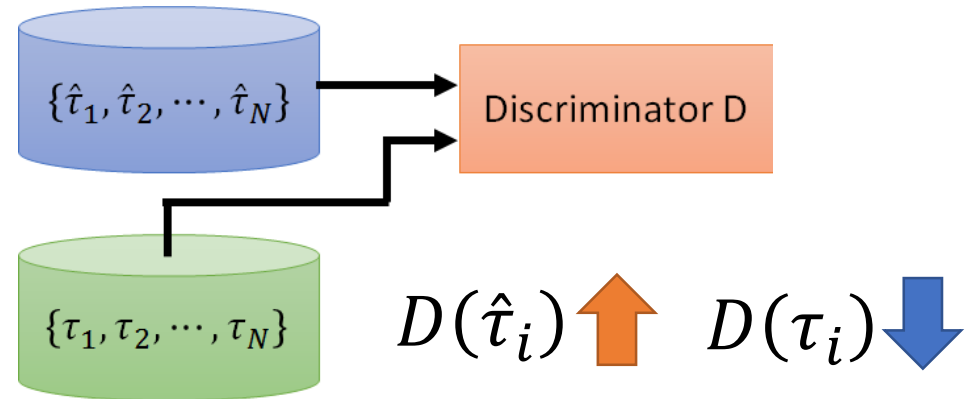 {τ̂₁, τ̂₂, ⋯, τ̂_N}
Discriminator D
{τ₁, τ₂, ⋯, τ_N}
D(τ̂ᵢ) D(τᵢ)